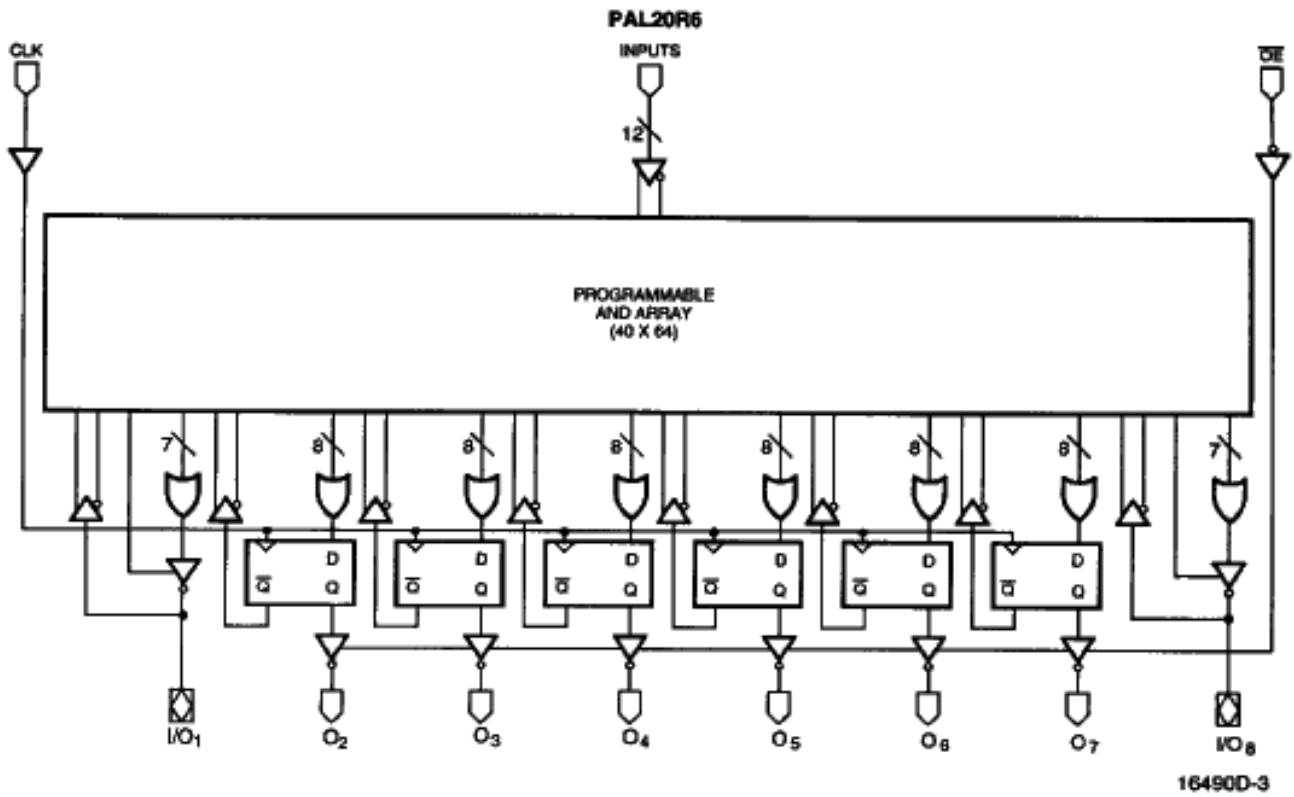 PAL20R6
CLK
INPUTS
OE
12
PROGRAMMABLE
AND ARRAY
(40 X 64)
7 8 8 8 8 8 8 7
D D D D D D
Q Q Q Q Q Q Q Q Q Q Q Q
I/O1 O2 O3 O4 O5 O6 O7 I/O8
16490D-3